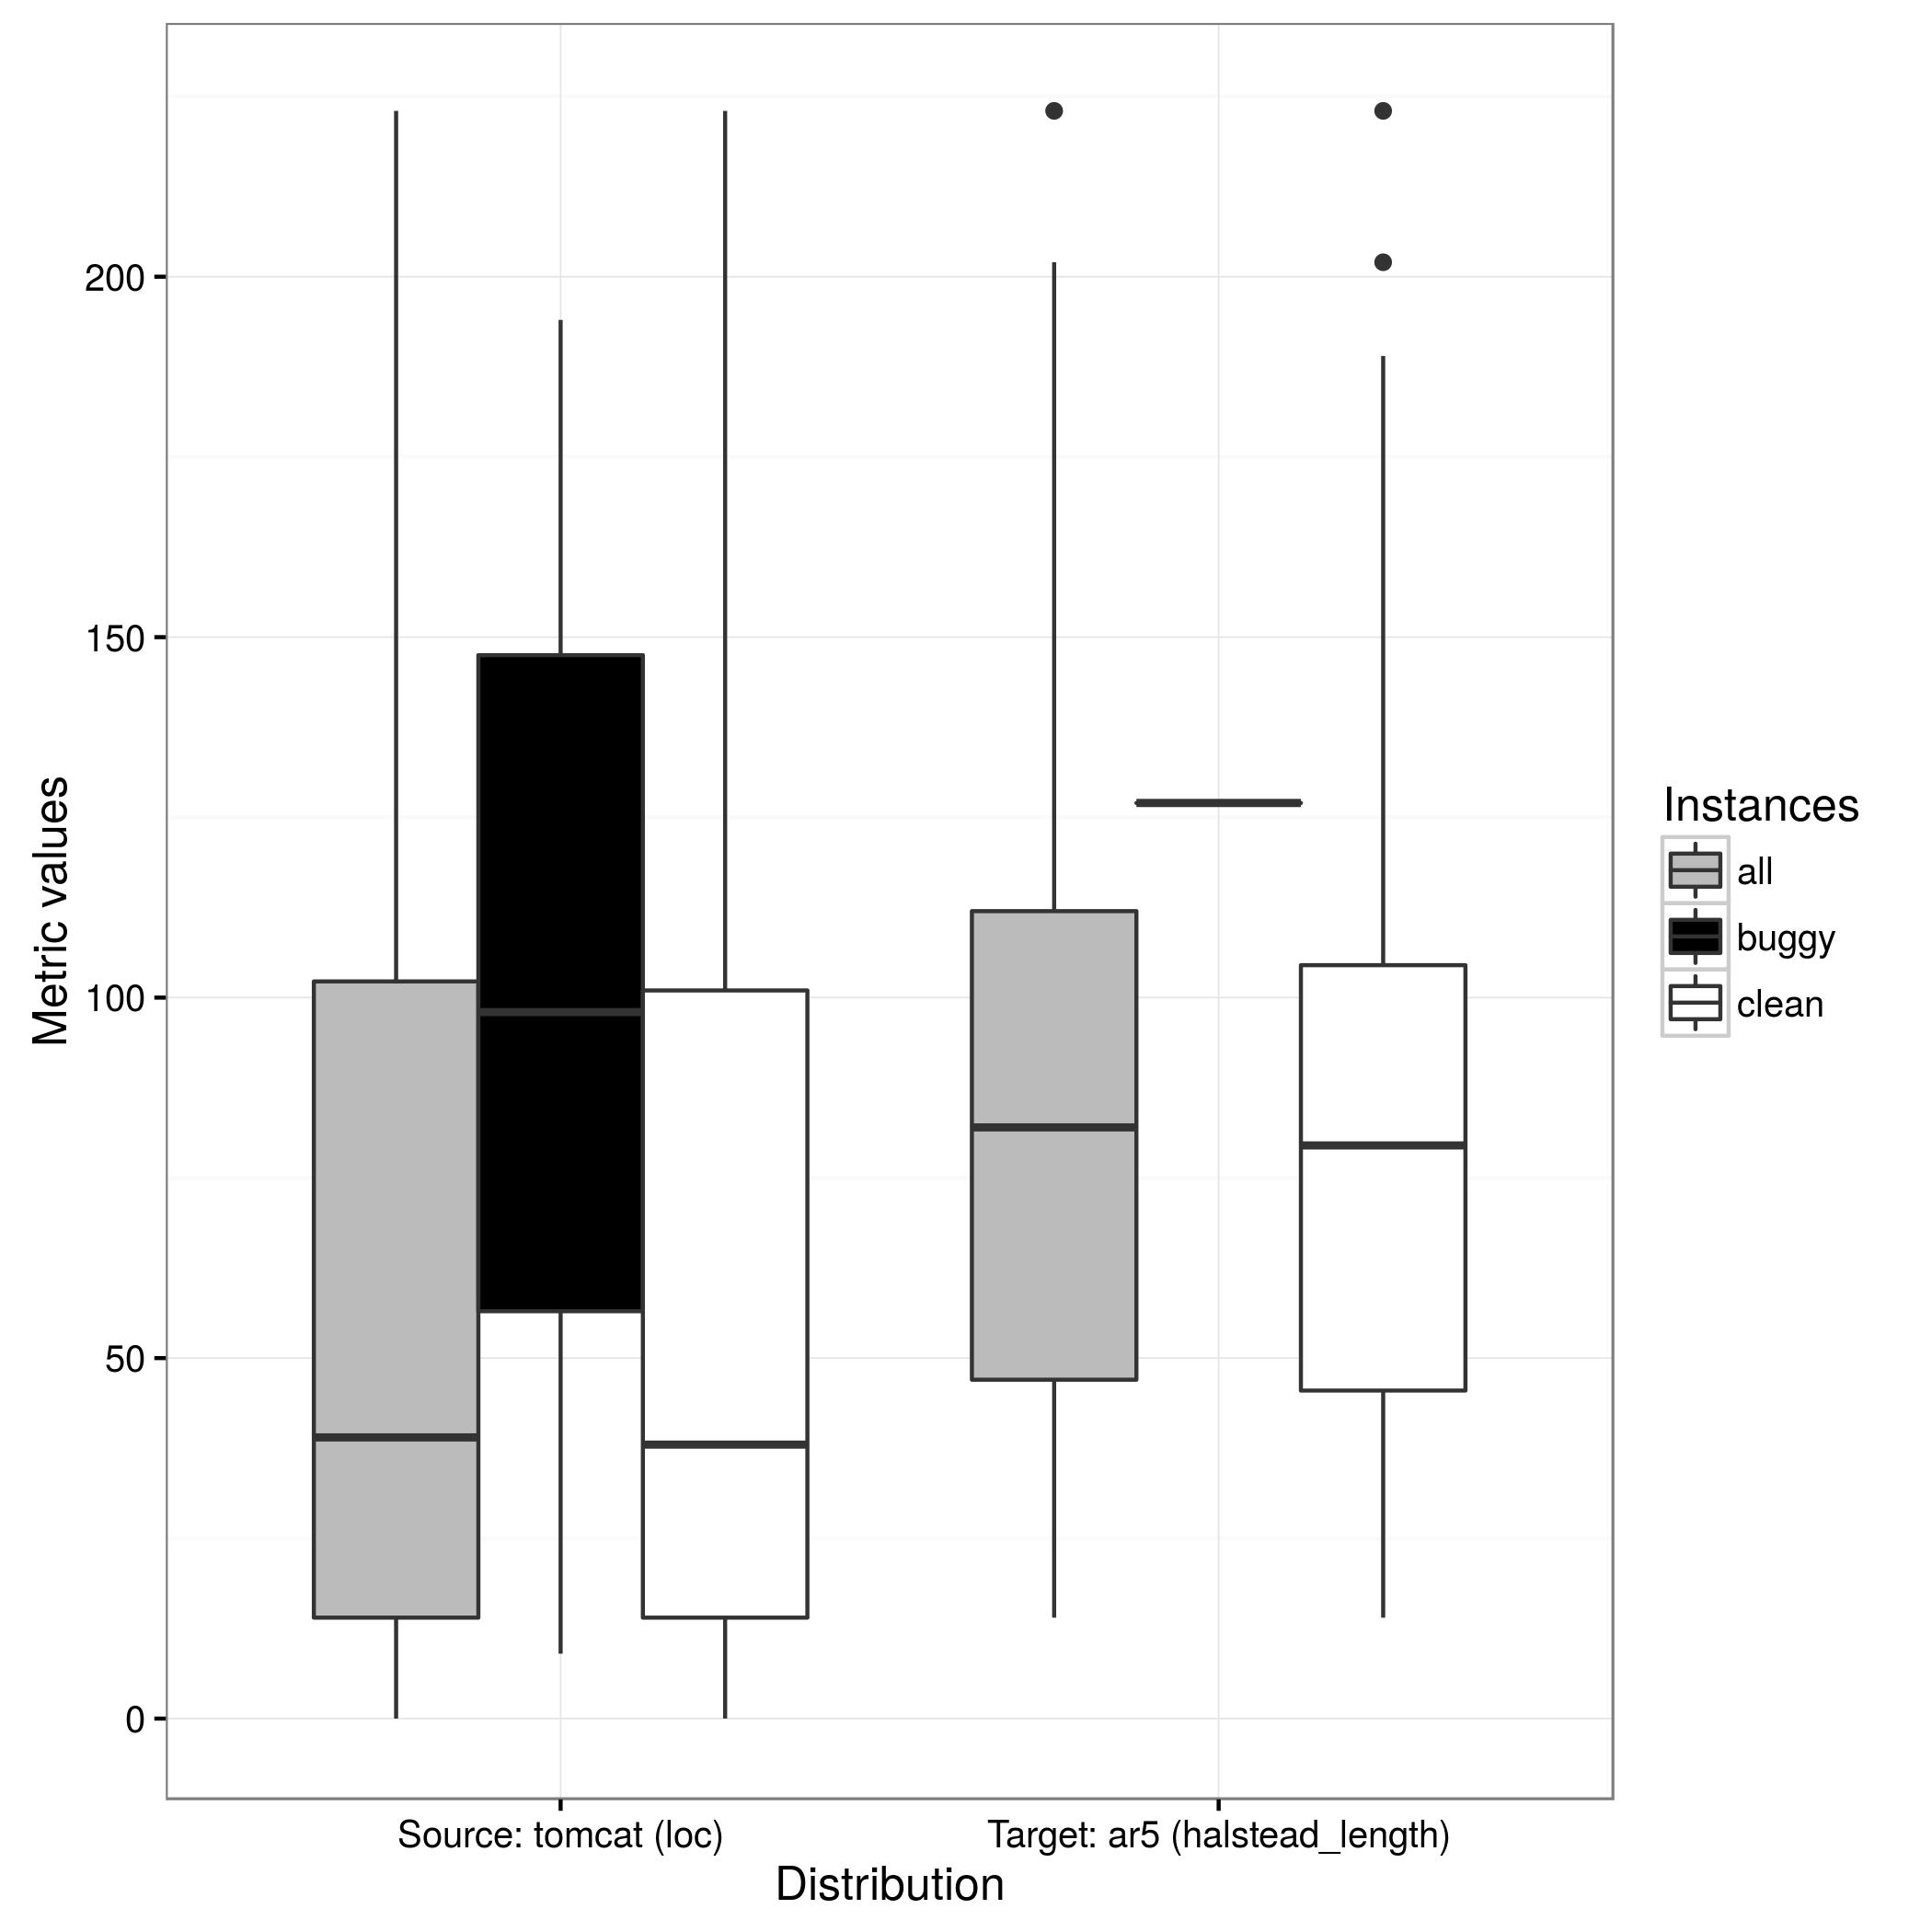 Metric values
200
150
100
50
0
Source: tomcat (loc)
Target: ar5 (halstead_length)
Distribution
Instances
all
buggy
clean